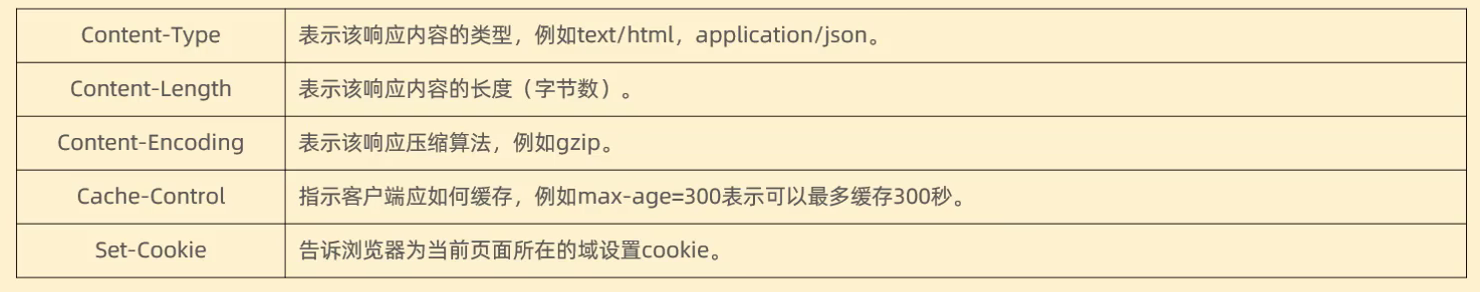 Content-Type 表示该响应内容的类型，例如text/html，application/json。
Content-Length 表示该响应内容的长度（字节数）。
Content-Encoding 表示该响应压缩算法，例如gzip。
Cache-Control 指示客户端应如何缓存，例如max-age=300表示可以最多缓存300秒。
Set-Cookie 告诉浏览器为当前页面所在的域设置cookie。